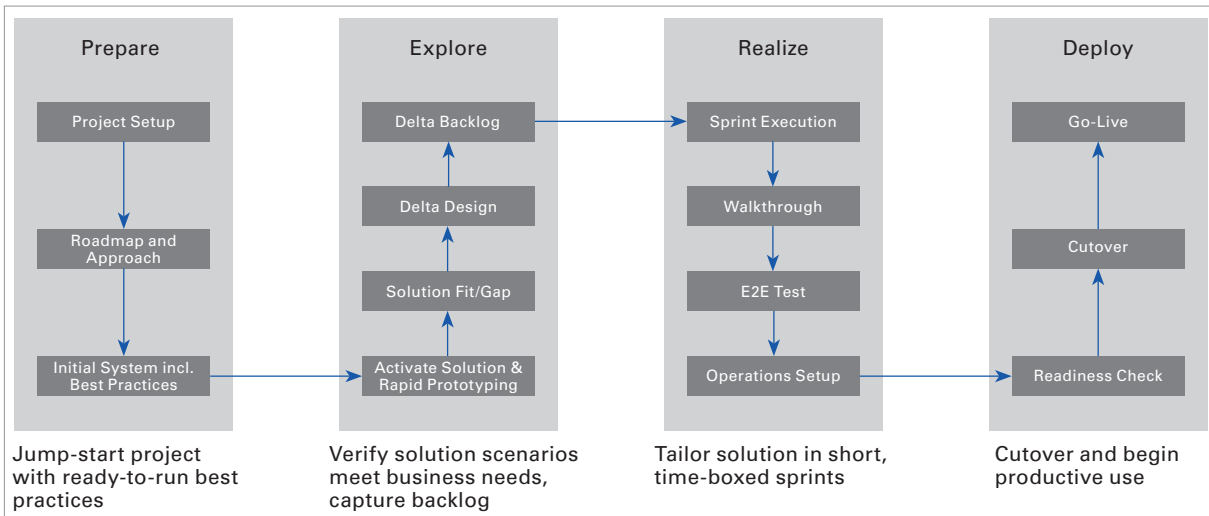 Prepare
Project Setup
Roadmap and
Approach
Initial System incl.
Best Practices
Jump-start project
with ready-to-run best
practices
Explore
Delta Backlog
Delta Design
Solution Fit/Gap
Activate Solution &
Rapid Prototyping
Verify solution scenarios
meet business needs,
capture backlog
Realize
Sprint Execution
Walkthrough
E2E Test
Operations Setup
Tailor solution in short,
time-boxed sprints
Deploy
Go-Live
Cutover
Readiness Check
Cutover and begin
productive use